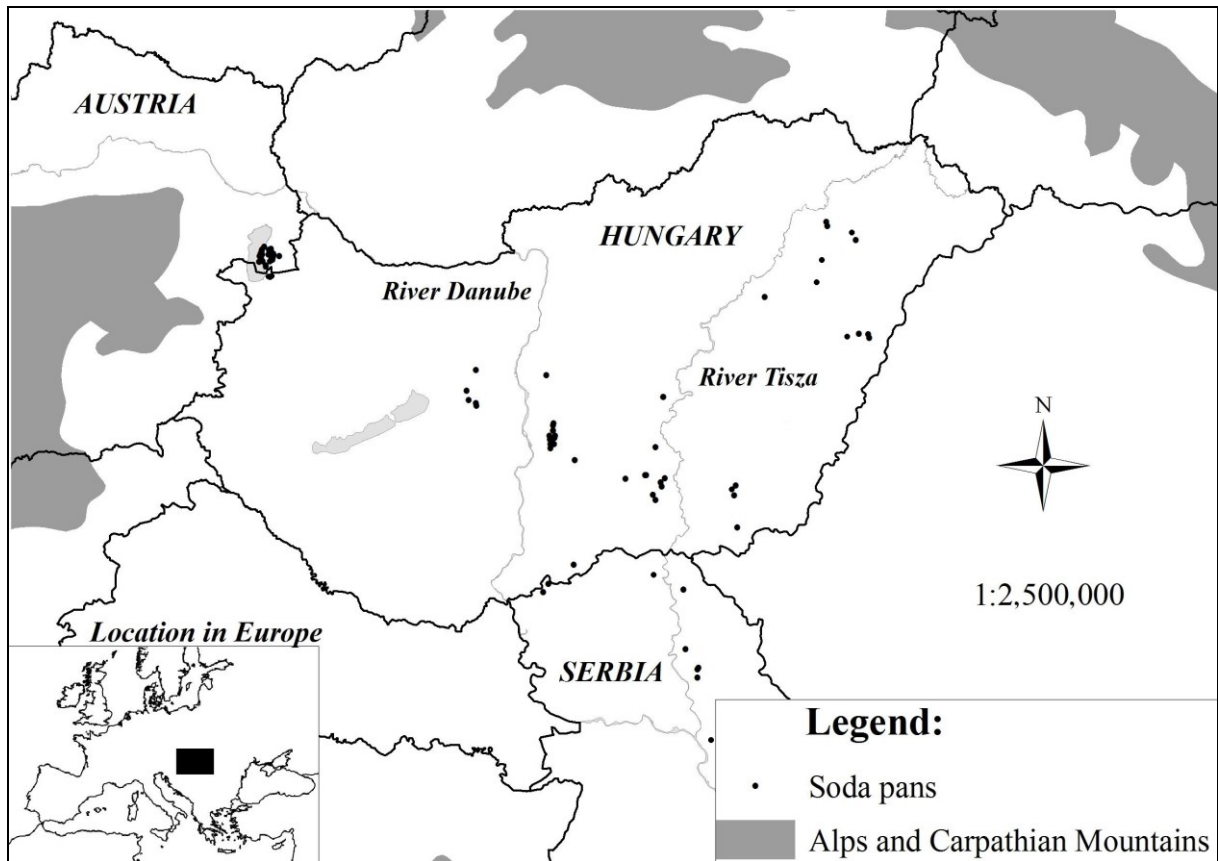 AUSTRIA
HUNGARY
River Danube
River Tisza
N
1:2,500,000
Location in Europe
SERBIA
Legend:
Soda pans
Alps and Carpathian Mountains